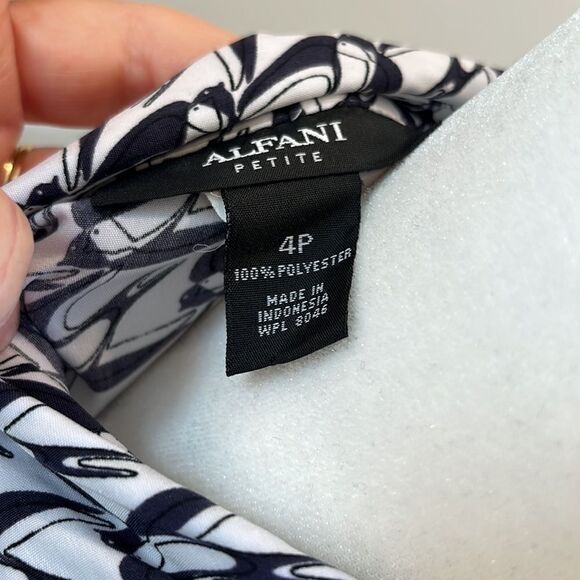 ALFANI
PETITE
4P
100% POLYESTER
MADE IN
INDONESIA
WPL 8046